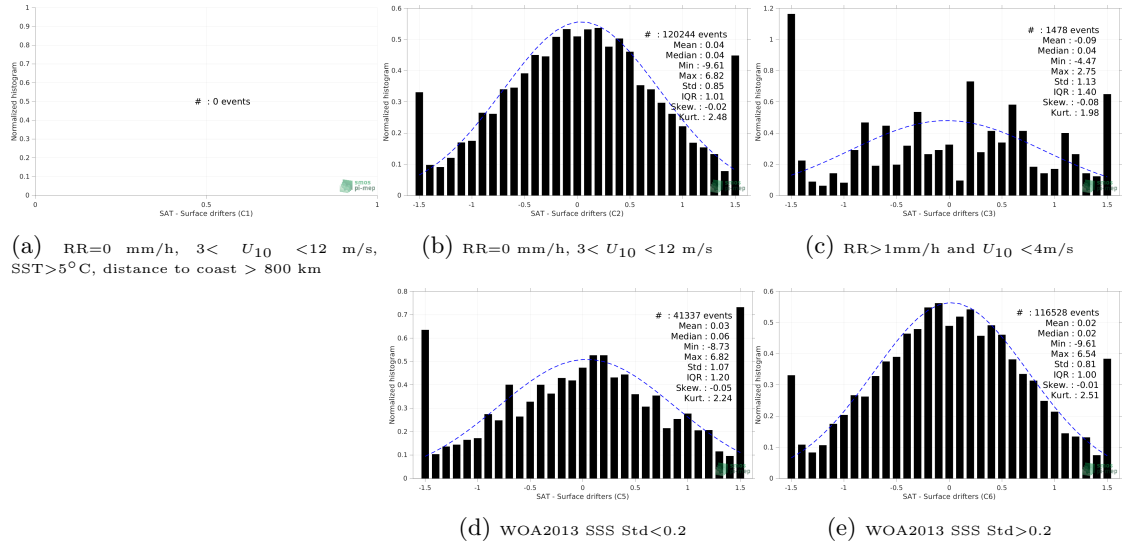 1
0.9
0.8
0.7
0.6
0.5
0.4
0.3
0.2
0.1
0
Normalized histogram
# : 0 events
0
0.5
1
SAT - Surface drifters (C1)
smos
pi-mep
(a) RR=0 mm/h, 3< U10 <12 m/s,
SST>5°C, distance to coast > 800 km
0.6
0.5
0.4
0.3
0.2
0.1
0
Normalized histogram
# : 120244 events
Mean : 0.04
Median : 0.04
Min : -9.61
Max : 6.82
Std : 0.85
IQR : 1.01
Skew. : -0.02
Kurt. : 2.48
-1.5
-1
-0.5
0
0.5
1
1.5
SAT - Surface drifters (C2)
(b) RR=0 mm/h, 3< U10 <12 m/s
1.2
1
0.8
0.6
0.4
0.2
0
Normalized histogram
# : 1478 events
Mean : -0.09
Median : 0.04
Min : -4.47
Max : 2.75
Std : 1.13
IQR : 1.40
Skew. : -0.08
Kurt. : 1.98
-1.5
-1
-0.5
0
0.5
1
1.5
SAT - Surface drifters (C3)
(c) RR>1mm/h and U10 <4m/s
0.8
0.7
0.6
0.5
0.4
0.3
0.2
0.1
0
Normalized histogram
# : 41337 events
Mean : 0.03
Median : 0.06
Min : -8.73
Max : 6.82
Std : 1.07
IQR : 1.20
Skew. : -0.05
Kurt. : 2.24
-1.5
-1
-0.5
0
0.5
1
1.5
SAT - Surface drifters (C5)
(d) WOA2013 SSS Std<0.2
0.6
0.5
0.4
0.3
0.2
0.1
0
Normalized histogram
# : 116528 events
Mean : 0.02
Median : 0.02
Min : -9.61
Max : 6.54
Std : 0.81
IQR : 1.00
Skew. : -0.01
Kurt. : 2.51
-1.5
-1
-0.5
0
0.5
1
1.5
SAT - Surface drifters (C6)
(e) WOA2013 SSS Std>0.2